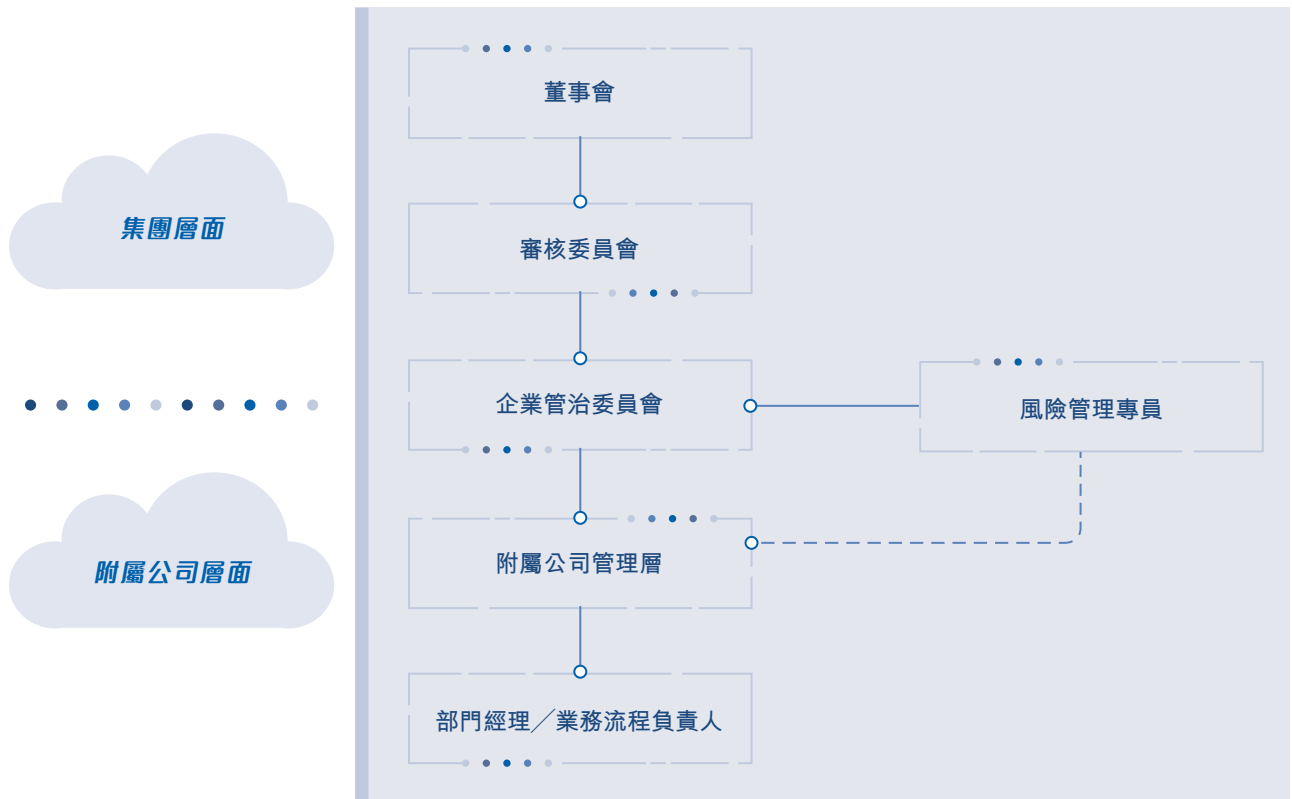 董事會
集團層面
審核委員會
企業管治委員會
風險管理專員
附屬公司層面
附屬公司管理層
部門經理／業務流程負責人